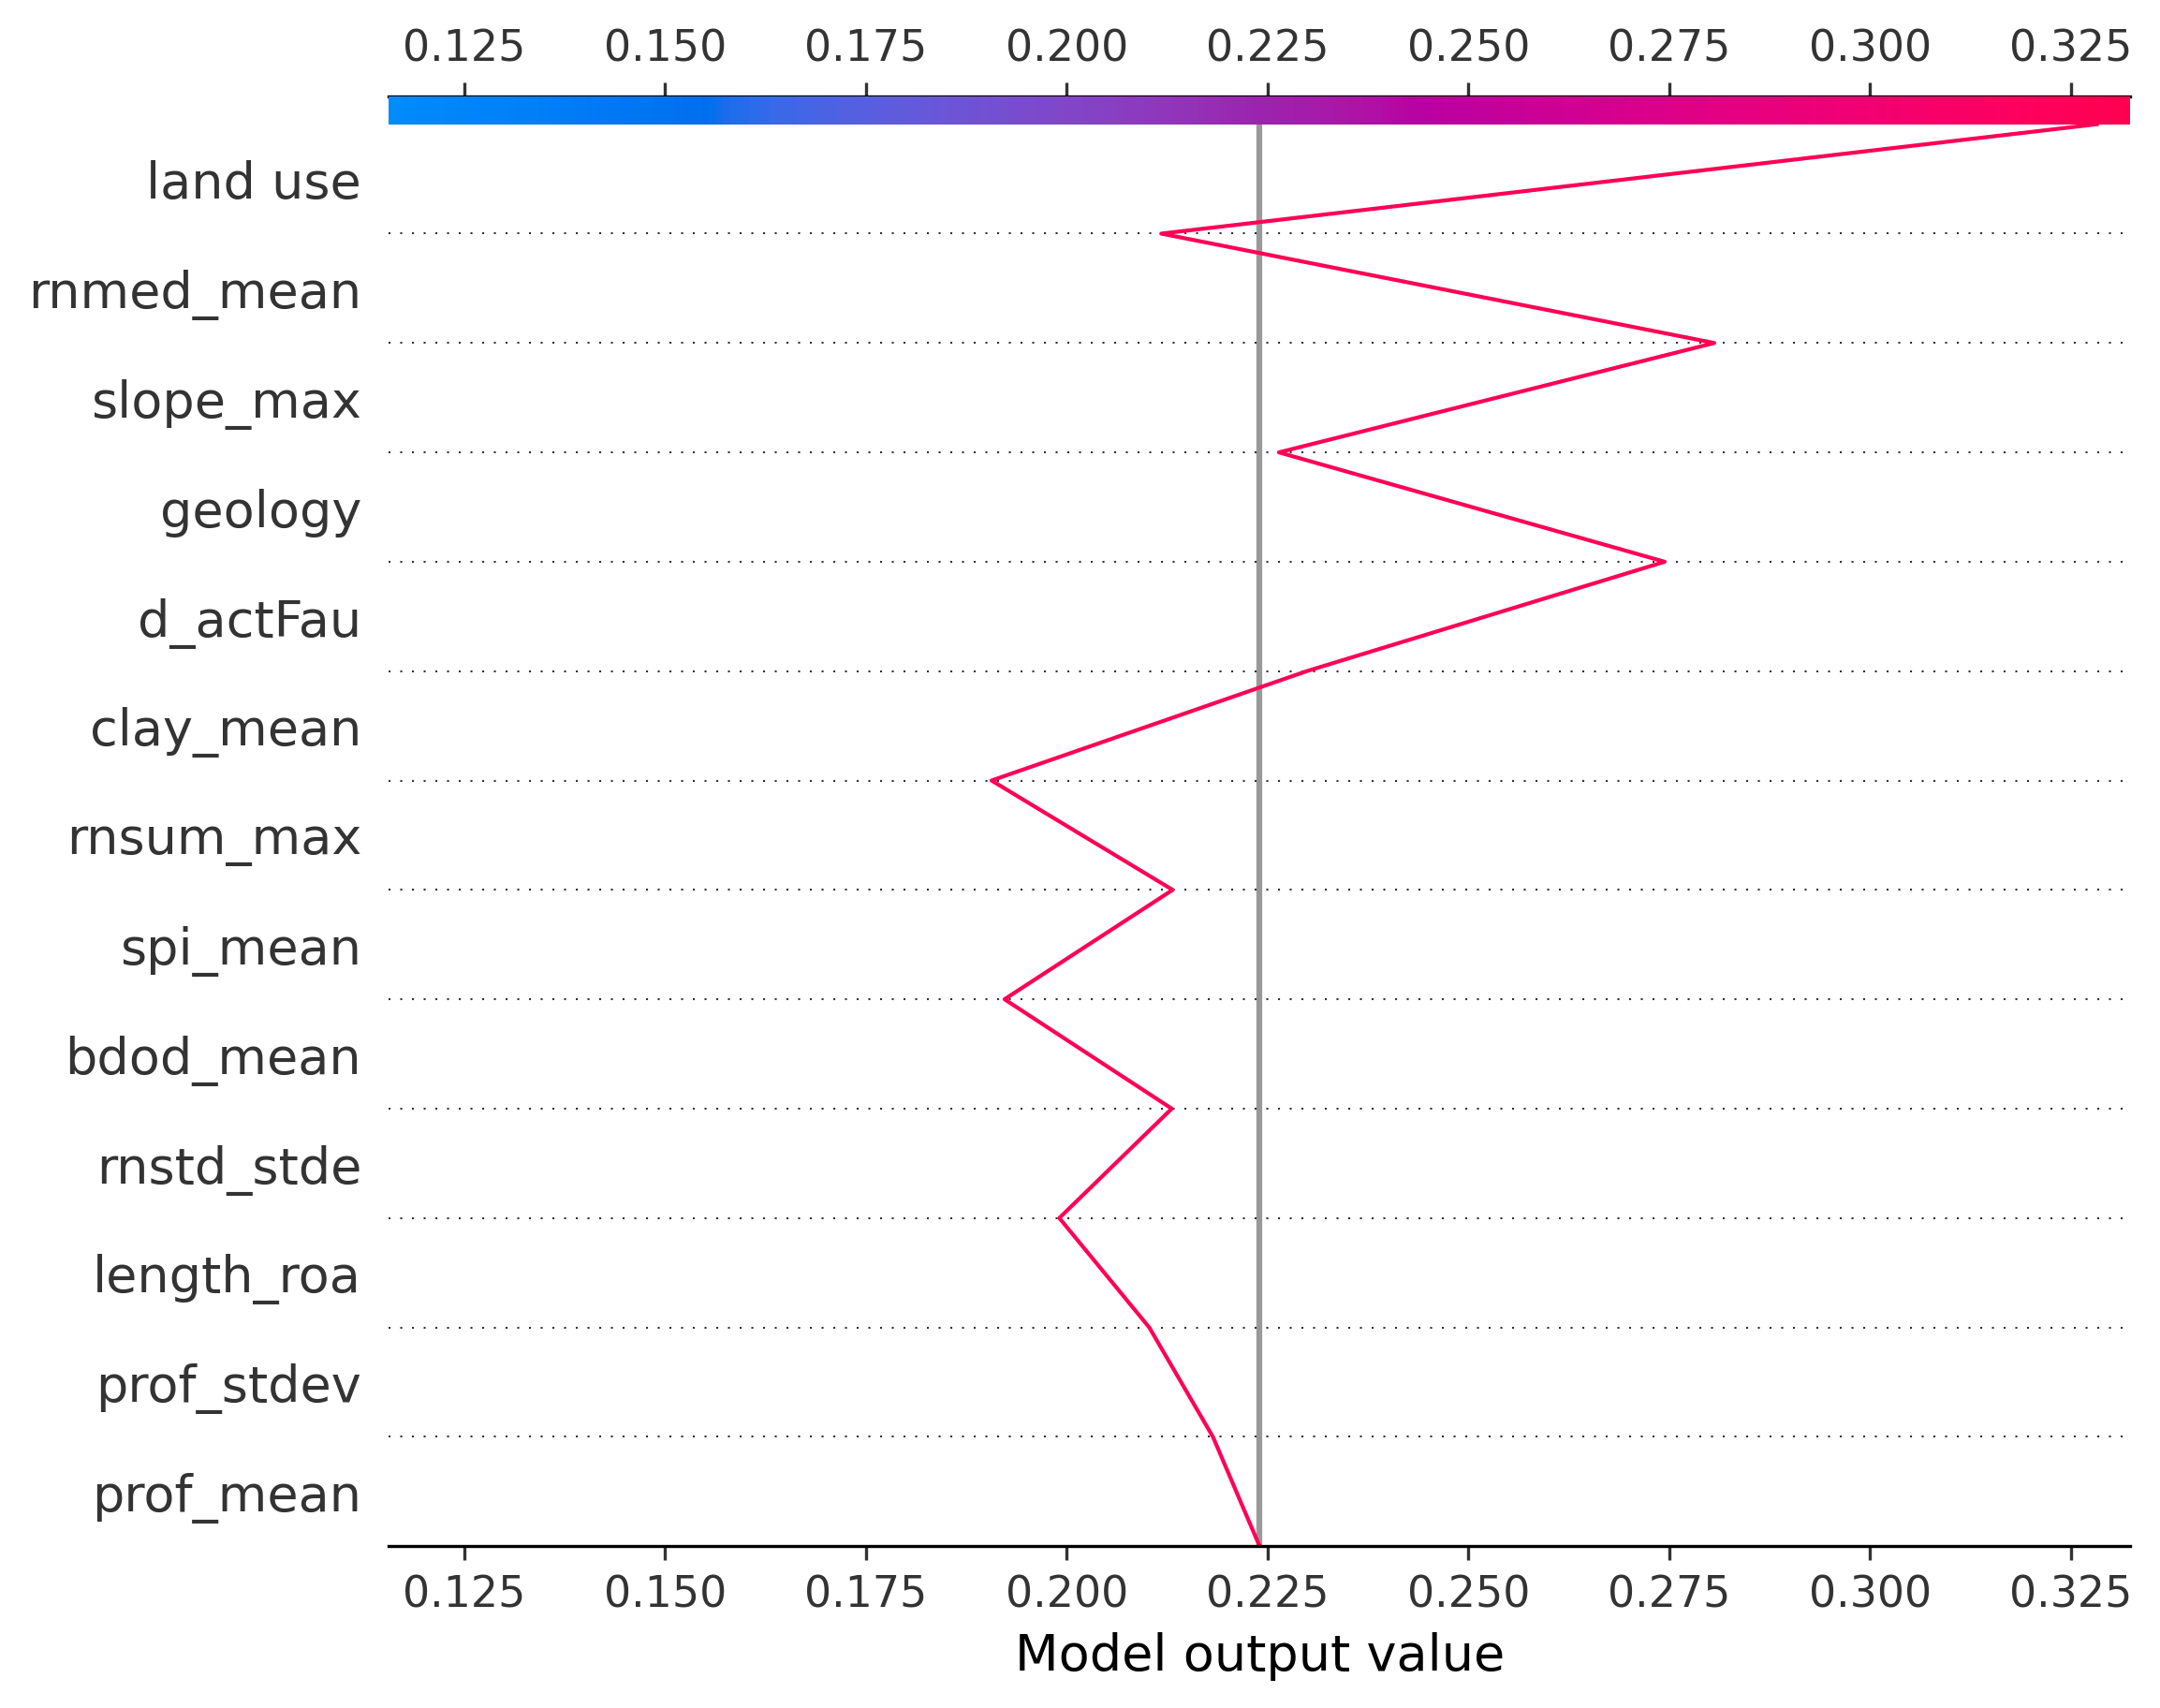 0.125 0.150 0.175 0.200 0.225 0.250 0.275 0.300 0.325
land use
rnmed_mean
slope_max
geology
d_actFau
clay_mean
rnsum_max
spi_mean
bdod_mean
rnstd_stde
length_roa
prof_stdev
prof_mean
0.125 0.150 0.175 0.200 0.225 0.250 0.275 0.300 0.325
Model output value